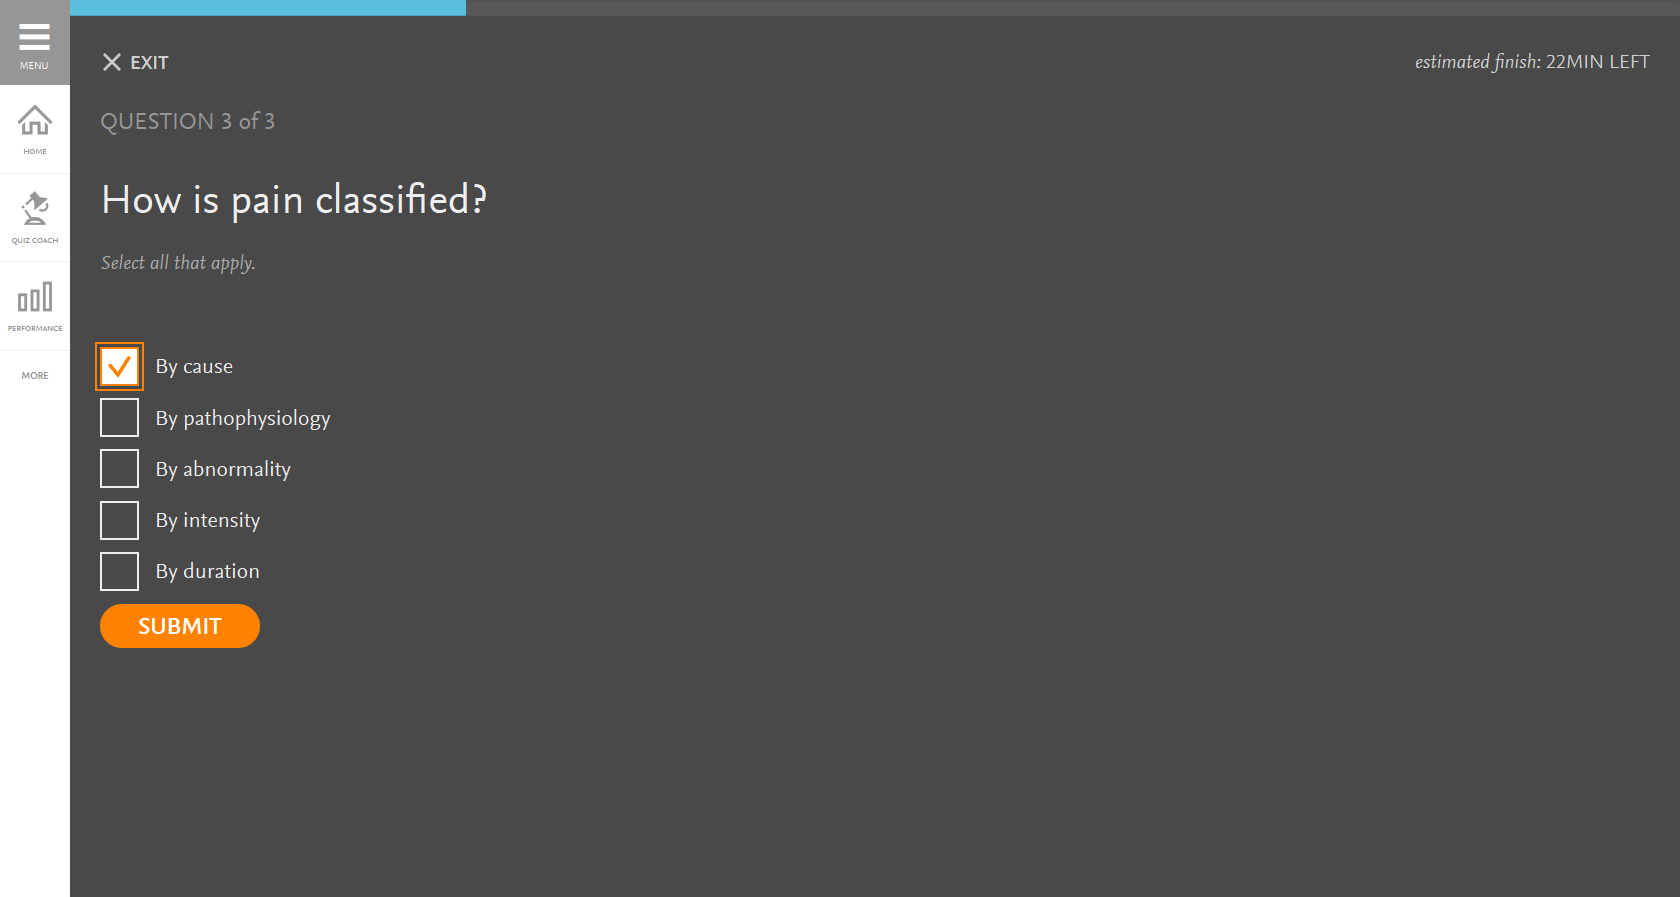 MENU
HOME
QUIZ COACH
PERFORMANCE
MORE
EXIT
estimated finish: 22MIN LEFT
QUESTION 3 of 3
How is pain classified?
Select all that apply.
By cause
By pathophysiology
By abnormality
By intensity
By duration
SUBMIT